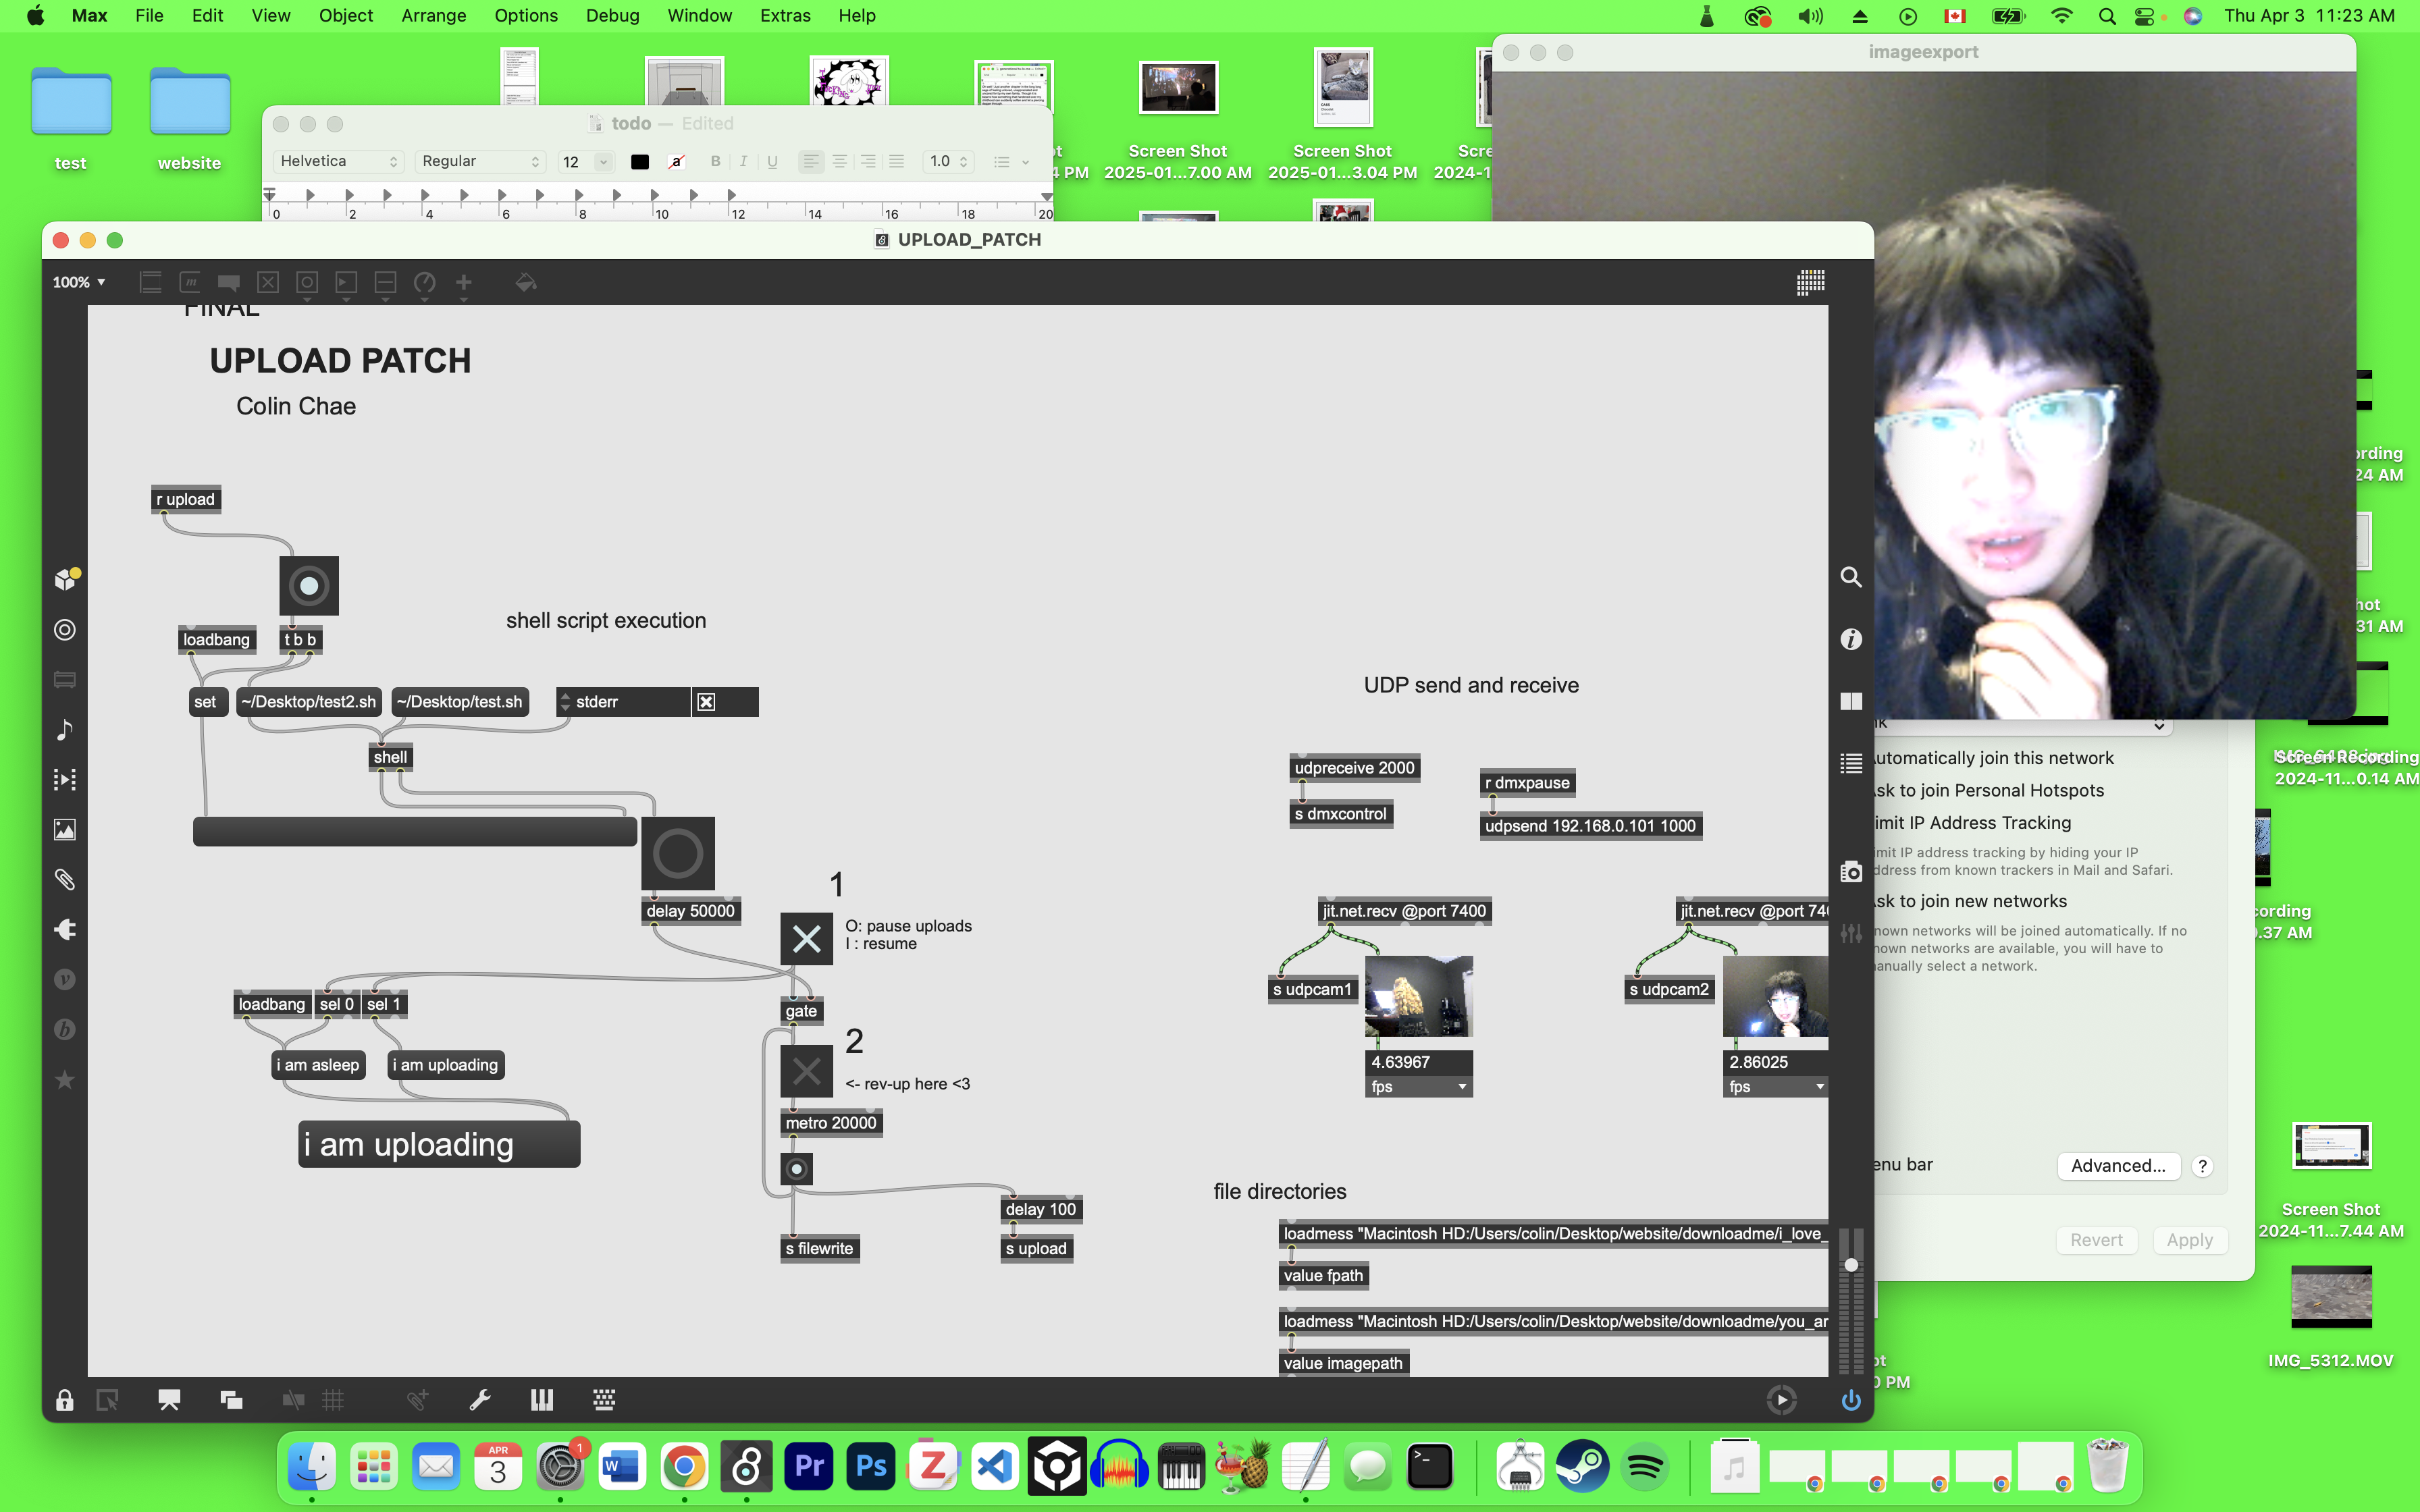 Max File Edit View Object Arrange Options Debug Window Extras Help
Thu Apr 3 11:23 AM
test
website
todo — Edited
Helvetica Regular 12 a B I U 1.0
0 2 4 6 8 10 12 14 16 18 20
4 PM
Screen Shot
2025-01...7.00 AM
Screen Shot
2025-01...3.04 PM
2024-1
imageexport
UPLOAD_PATCH
100%
FINAL
UPLOAD PATCH
Colin Chae
r upload
loadbang
t b b
shell script execution
set
~/Desktop/test2.sh
~/Desktop/test.sh
stderr
shell
delay 50000
1
O: pause uploads
I : resume
loadbang
sel 0
sel 1
gate
i am asleep
i am uploading
2
<- rev-up here <3
metro 20000
i am uploading
delay 100
s filewrite
s upload
UDP send and receive
udpreceive 2000
s dmxcontrol
r dmxpause
udpsend 192.168.0.101 1000
jit.net.recv @port 7400
s udpcam1
4.63967
fps
jit.net.recv @port 740
s udpcam2
2.86025
fps
file directories
loadmess "Macintosh HD:/Users/colin/Desktop/website/downloadme/i_love_
value fpath
loadmess "Macintosh HD:/Users/colin/Desktop/website/downloadme/you_ar
value imagepath
utomatically join this network
sk to join Personal Hotspots
imit IP Address Tracking
imit IP address tracking by hiding your IP
ddress from known trackers in Mail and Safari.
sk to join new networks
nown networks will be joined automatically. If no
nown networks are available, you will have to
anually select a network.
enu bar
Advanced...
?
Revert
Apply
ording
24 AM
hot
31 AM
Screen Recording
2024-11...0.14 AM
cording
0.37 AM
Screen Shot
2024-11...7.44 AM
IMG_5312.MOV
ot
0 PM
APR
3
1
W
Pr
Ps
Z